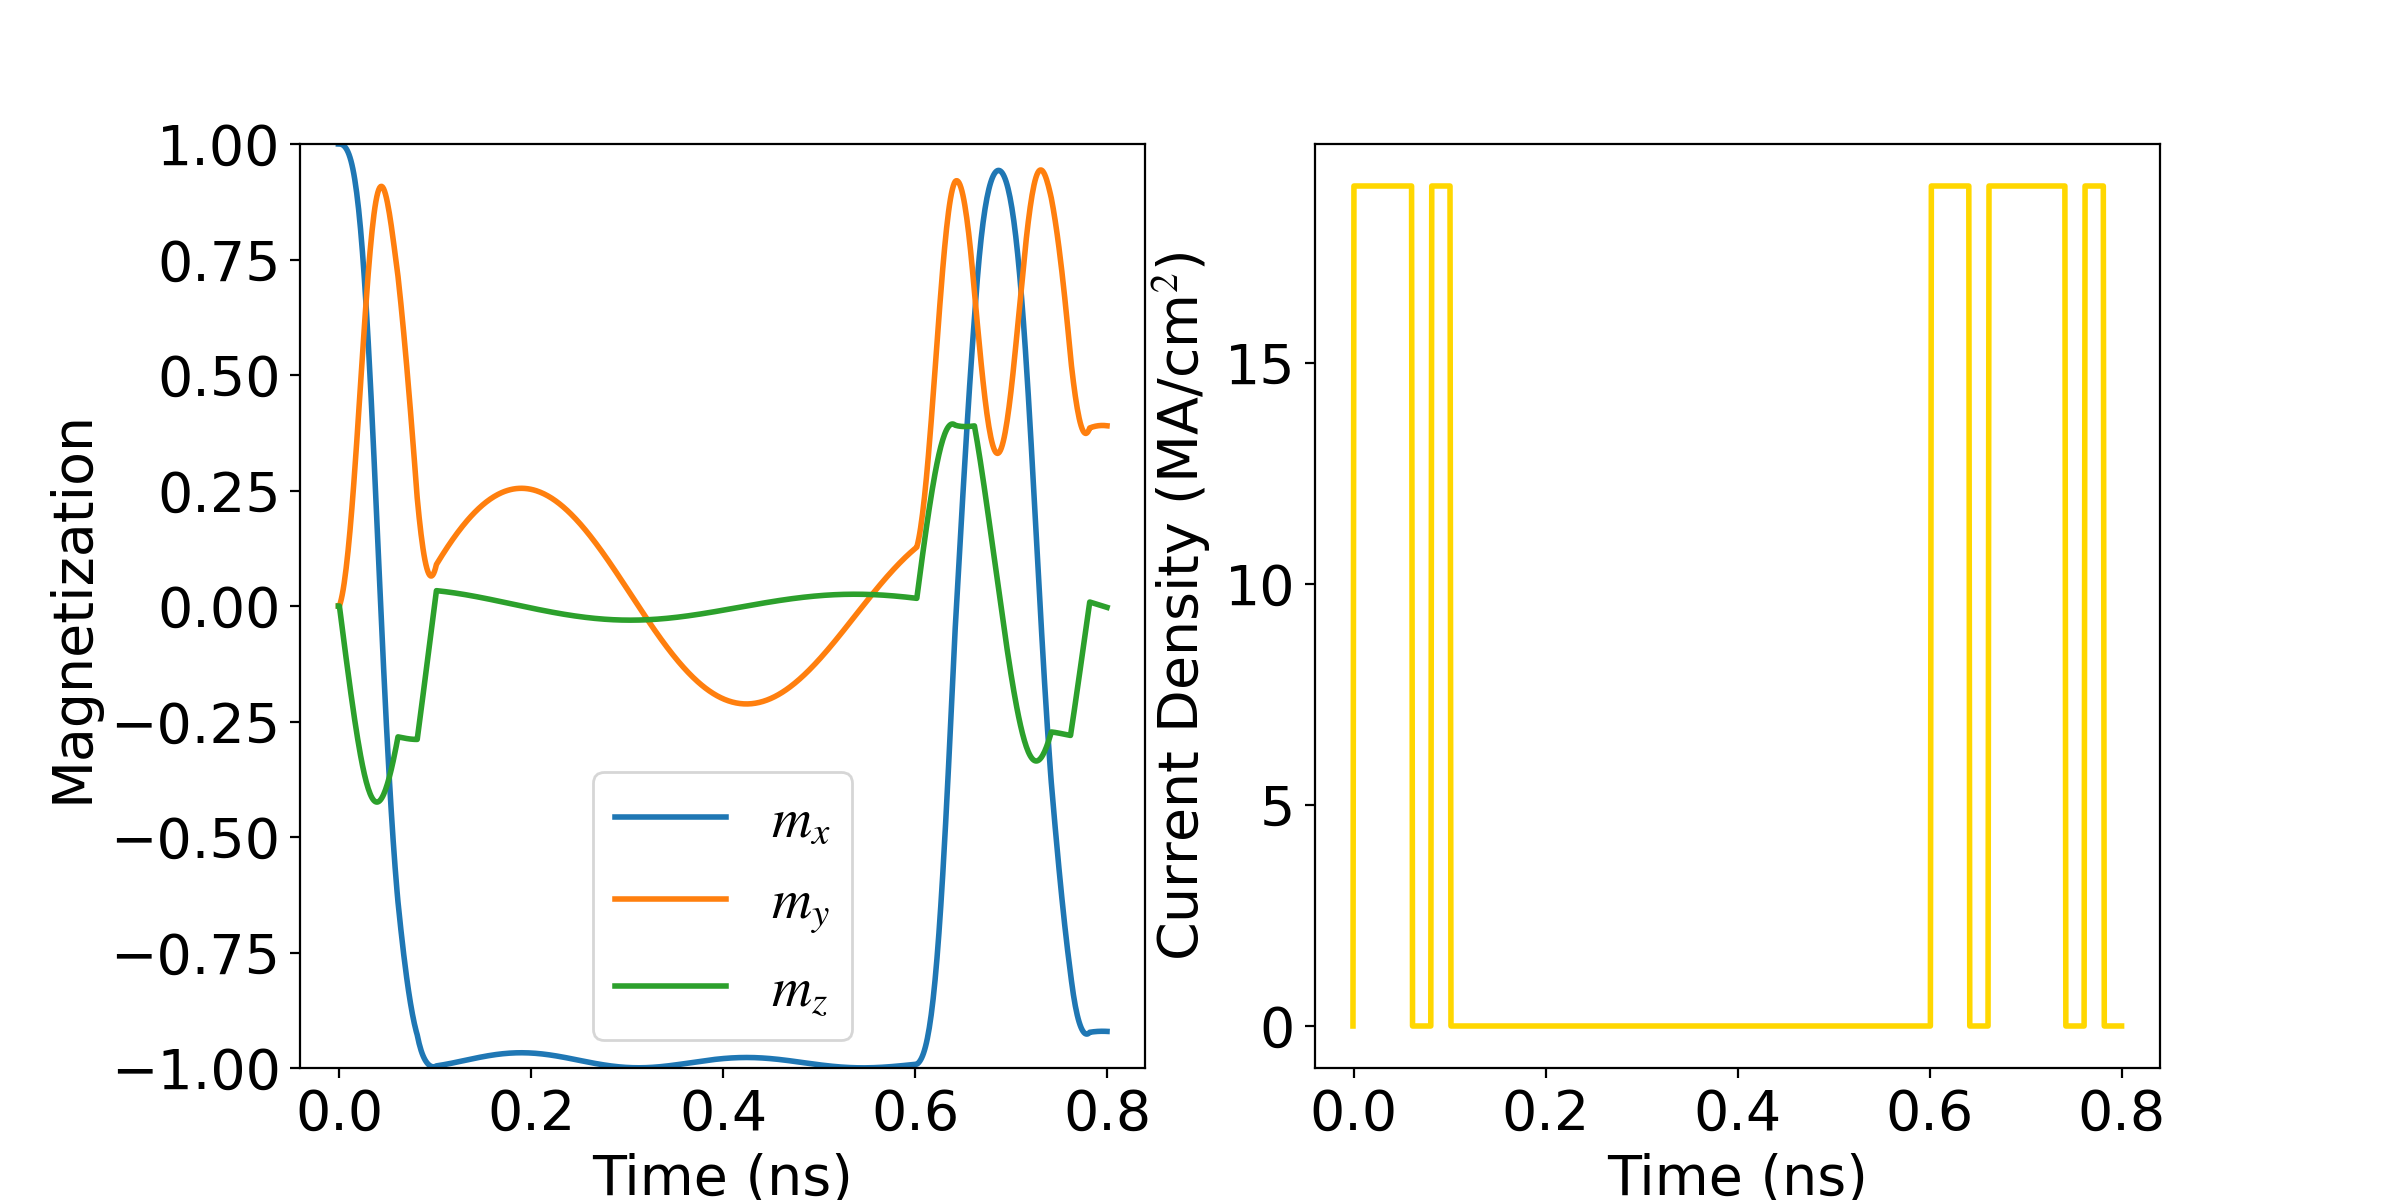 1.00
0.75
0.50
0.25
0.00
−0.25
−0.50
−0.75
−1.00
Magnetization
0.0 0.2 0.4 0.6 0.8
Time (ns)
m_x
m_y
m_z
Current Density (MA/cm²)
15
10
5
0
0.0 0.2 0.4 0.6 0.8
Time (ns)